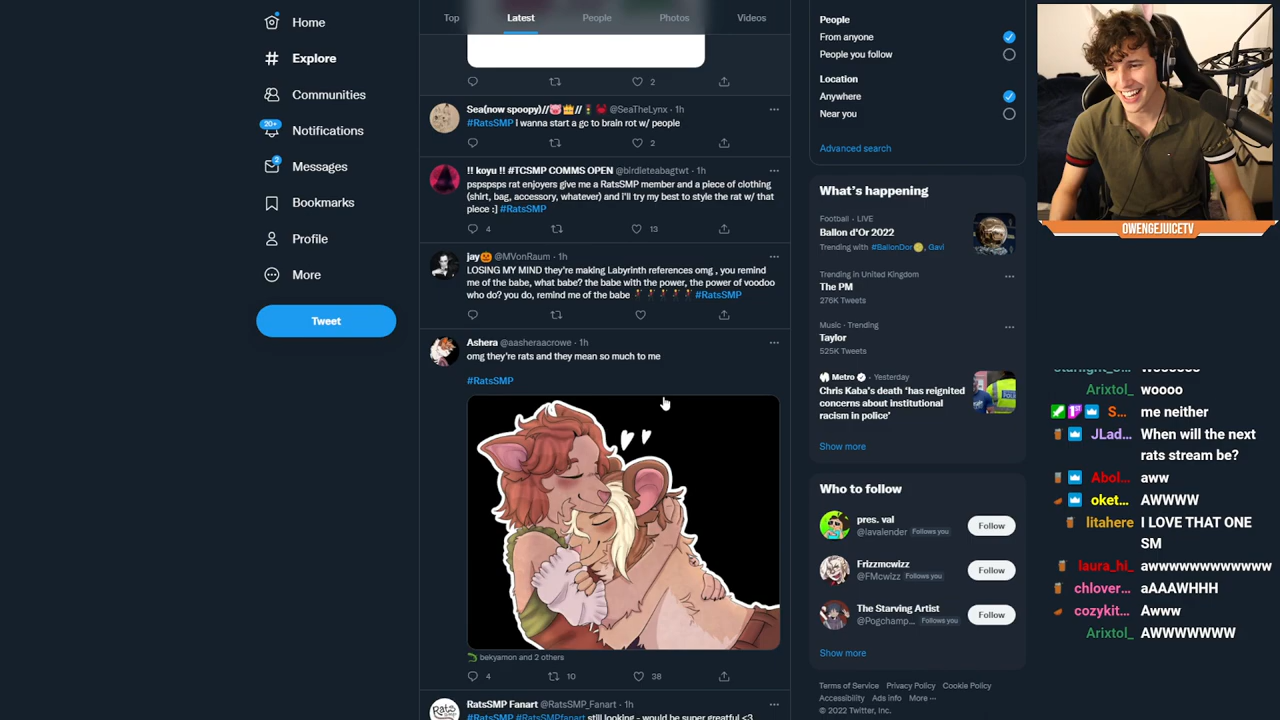 Home
Explore
Communities
20+
Notifications
2
Messages
Bookmarks
Profile
More
Tweet
Top
Latest
People
Photos
Videos
2
Sea(now spoopy)// // @SeaTheLynx · 1h
#RatsSMP I wanna start a gc to brain rot w/ people
2
!! koyu !! #TCSMP COMMS OPEN @birdleteabagtwt · 1h
pspspsps rat enjoyers give me a RatsSMP member and a piece of clothing
(shirt, bag, accessory, whatever) and i'll try my best to style the rat w/ that
piece :] #RatsSMP
4
13
jay🎃 @MVonRaum · 1h
LOSING MY MIND they're making Labyrinth references omg , you remind
me of the babe, what babe? the babe with the power, the power of voodoo
who do? you do, remind me of the babe 🕺🕺🕺🕺🕺 #RatsSMP
Ashera @aasheraacrowe · 1h
omg they're rats and they mean so much to me
#RatsSMP
bekyamon and 2 others
4
10
38
RatsSMP Fanart @RatsSMP_Fanart · 1h
#RatsSMP #RatsSMPfanart still looking - would be super greatful <3
People
From anyone
People you follow
Location
Anywhere
Near you
Advanced search
What's happening
Football · LIVE
Ballon d'Or 2022
Trending with #BallonDor, Gavi
Trending in United Kingdom
The PM
276K Tweets
Music · Trending
Taylor
525K Tweets
Metro · Yesterday
Chris Kaba's death 'has reignited
concerns about institutional
racism in police'
Show more
Who to follow
pres. val
@lavalender Follows you
Follow
Frizzmcwizz
@FMcwizz Follows you
Follow
The Starving Artist
@Pogchamp... Follows you
Follow
Show more
Terms of Service Privacy Policy Cookie Policy
Accessibility Ads info More ···
© 2022 Twitter, Inc.
OWENGEJUICETV
Arixtol_ woooo
S... me neither
JLad... When will the next
rats stream be?
Abol... aww
oket... AWWWW
litahere I LOVE THAT ONE
SM
laura_hi_ awwwwwwwwwwww
chlover... aAAAWHHH
cozykit... Awww
Arixtol_ AWWWWWWW